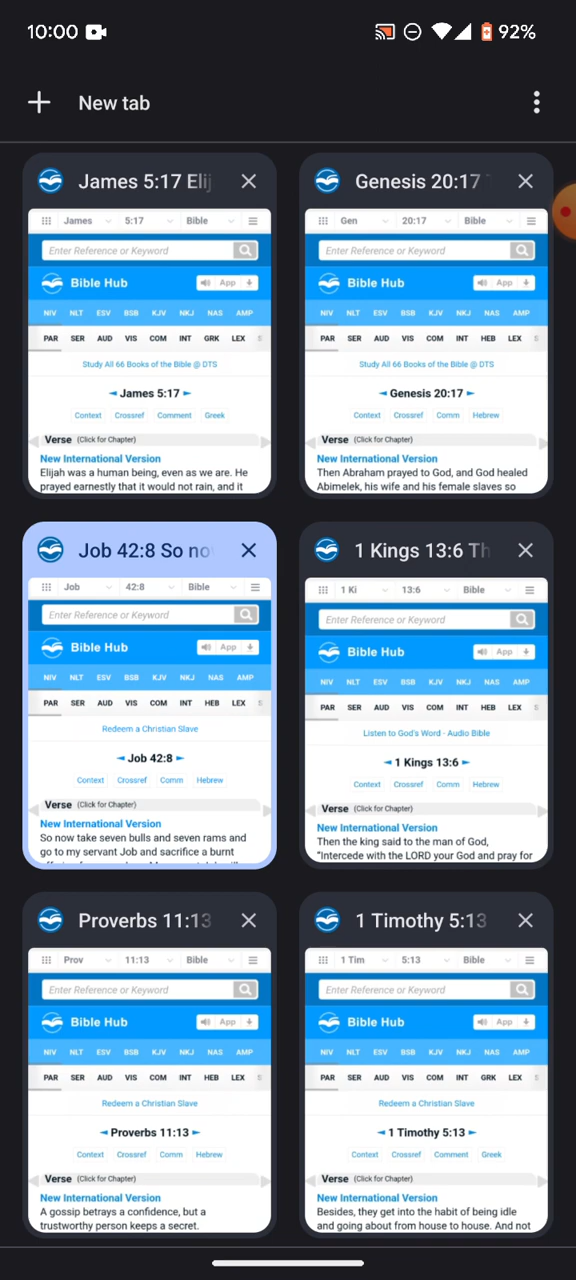 10:00
92%
New tab
James 5:17 Elij
James 5:17 Bible
Enter Reference or Keyword
Bible Hub
App
NIV NLT ESV BSB KJV NKJ NAS AMP
PAR SER AUD VIS COM INT GRK LEX S
Study All 66 Books of the Bible @ DTS
James 5:17
Context Crossref Comment Greek
Verse (Click for Chapter)
New International Version
Elijah was a human being, even as we are. He
prayed earnestly that it would not rain, and it
Genesis 20:17
Gen 20:17 Bible
Enter Reference or Keyword
Bible Hub
App
NIV NLT ESV BSB KJV NKJ NAS AMP
PAR SER AUD VIS COM INT HEB LEX S
Study All 66 Books of the Bible @ DTS
Genesis 20:17
Context Crossref Comm Hebrew
Verse (Click for Chapter)
New International Version
Then Abraham prayed to God, and God healed
Abimelek, his wife and his female slaves so
Job 42:8 So no
Job 42:8 Bible
Enter Reference or Keyword
Bible Hub
App
NIV NLT ESV BSB KJV NKJ NAS AMP
PAR SER AUD VIS COM INT HEB LEX S
Redeem a Christian Slave
Job 42:8
Context Crossref Comm Hebrew
Verse (Click for Chapter)
New International Version
So now take seven bulls and seven rams and
go to my servant Job and sacrifice a burnt
1 Kings 13:6 Th
1 Ki 13:6 Bible
Enter Reference or Keyword
Bible Hub
App
NIV NLT ESV BSB KJV NKJ NAS AMP
PAR SER AUD VIS COM INT HEB LEX S
Listen to God's Word - Audio Bible
1 Kings 13:6
Context Crossref Comm Hebrew
Verse (Click for Chapter)
New International Version
Then the king said to the man of God,
“Intercede with the LORD your God and pray for
Proverbs 11:13
Prov 11:13 Bible
Enter Reference or Keyword
Bible Hub
App
NIV NLT ESV BSB KJV NKJ NAS AMP
PAR SER AUD VIS COM INT HEB LEX S
Redeem a Christian Slave
Proverbs 11:13
Context Crossref Comm Hebrew
Verse (Click for Chapter)
New International Version
A gossip betrays a confidence, but a
trustworthy person keeps a secret.
1 Timothy 5:13
1 Tim 5:13 Bible
Enter Reference or Keyword
Bible Hub
App
NIV NLT ESV BSB KJV NKJ NAS AMP
PAR SER AUD VIS COM INT GRK LEX S
Redeem a Christian Slave
1 Timothy 5:13
Context Crossref Comment Greek
Verse (Click for Chapter)
New International Version
Besides, they get into the habit of being idle
and going about from house to house. And not